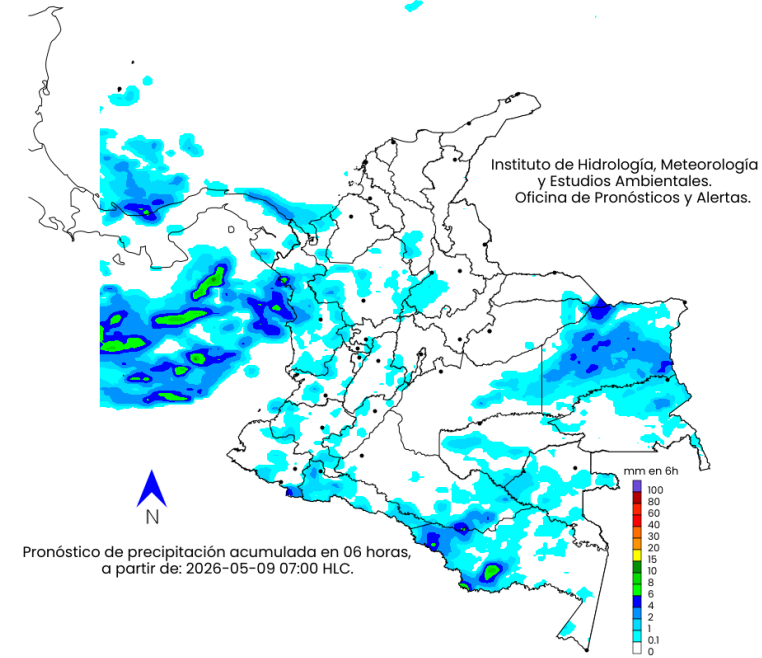 Instituto de Hidrología, Meteorología
y Estudios Ambientales.
Oficina de Pronósticos y Alertas.
mm en 6h
100
80
60
40
30
20
15
10
8
6
4
2
1
0.1
0
N
Pronóstico de precipitación acumulada en 06 horas,
a partir de: 2026-05-09 07:00 HLC.